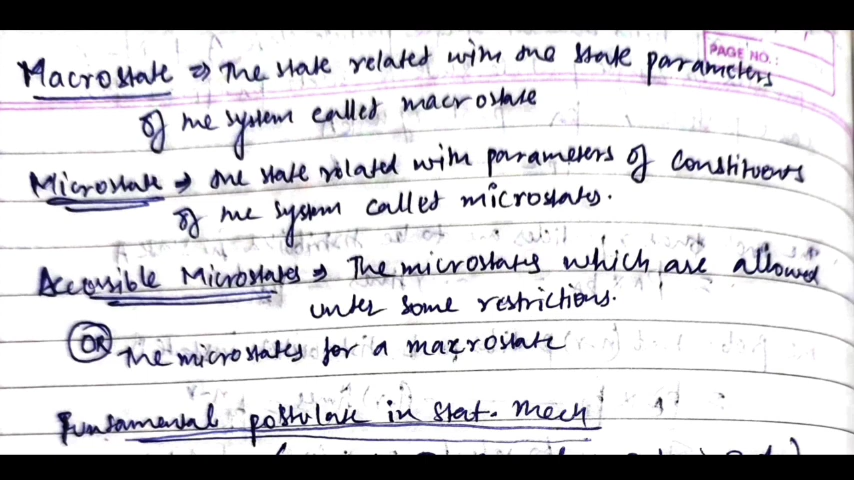 PAGE NO.:
Macrostate ⇒ The state related with the state parameters
of the system called macrostate
Microstate ⇒ The state related with parameters of constituents
of the system called microstates.
Accessible Microstates ⇒ The microstates which are allowed
under some restrictions.
OR The microstates for a macrostate
Fundamental postulate in stat. Mech